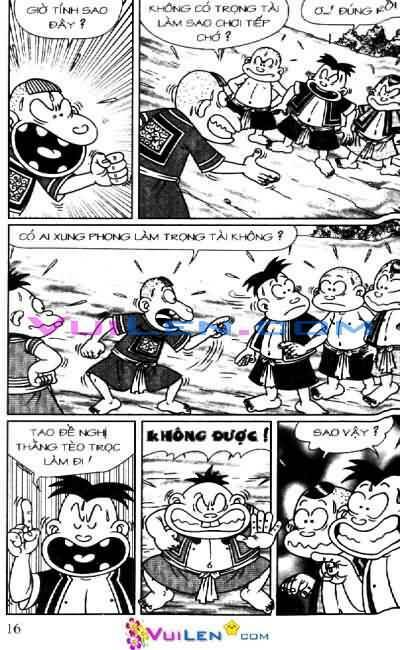 GIỜ TÍNH SAO
ĐÂY ?
KHÔNG CÓ TRỌNG TÀI
LÀM SAO CHƠI TIẾP
CHỚ ?
Ơ...! ĐÚNG RỒI
CÓ AI XUNG PHONG LÀM TRỌNG TÀI KHÔNG ?
VUILEN.COM
TAO ĐỀ NGHỊ
THẰNG TÈO TRỌC
LÀM ĐI !
KHÔNG ĐƯỢC !
SAO VẬY ?
16
VUILEN.COM